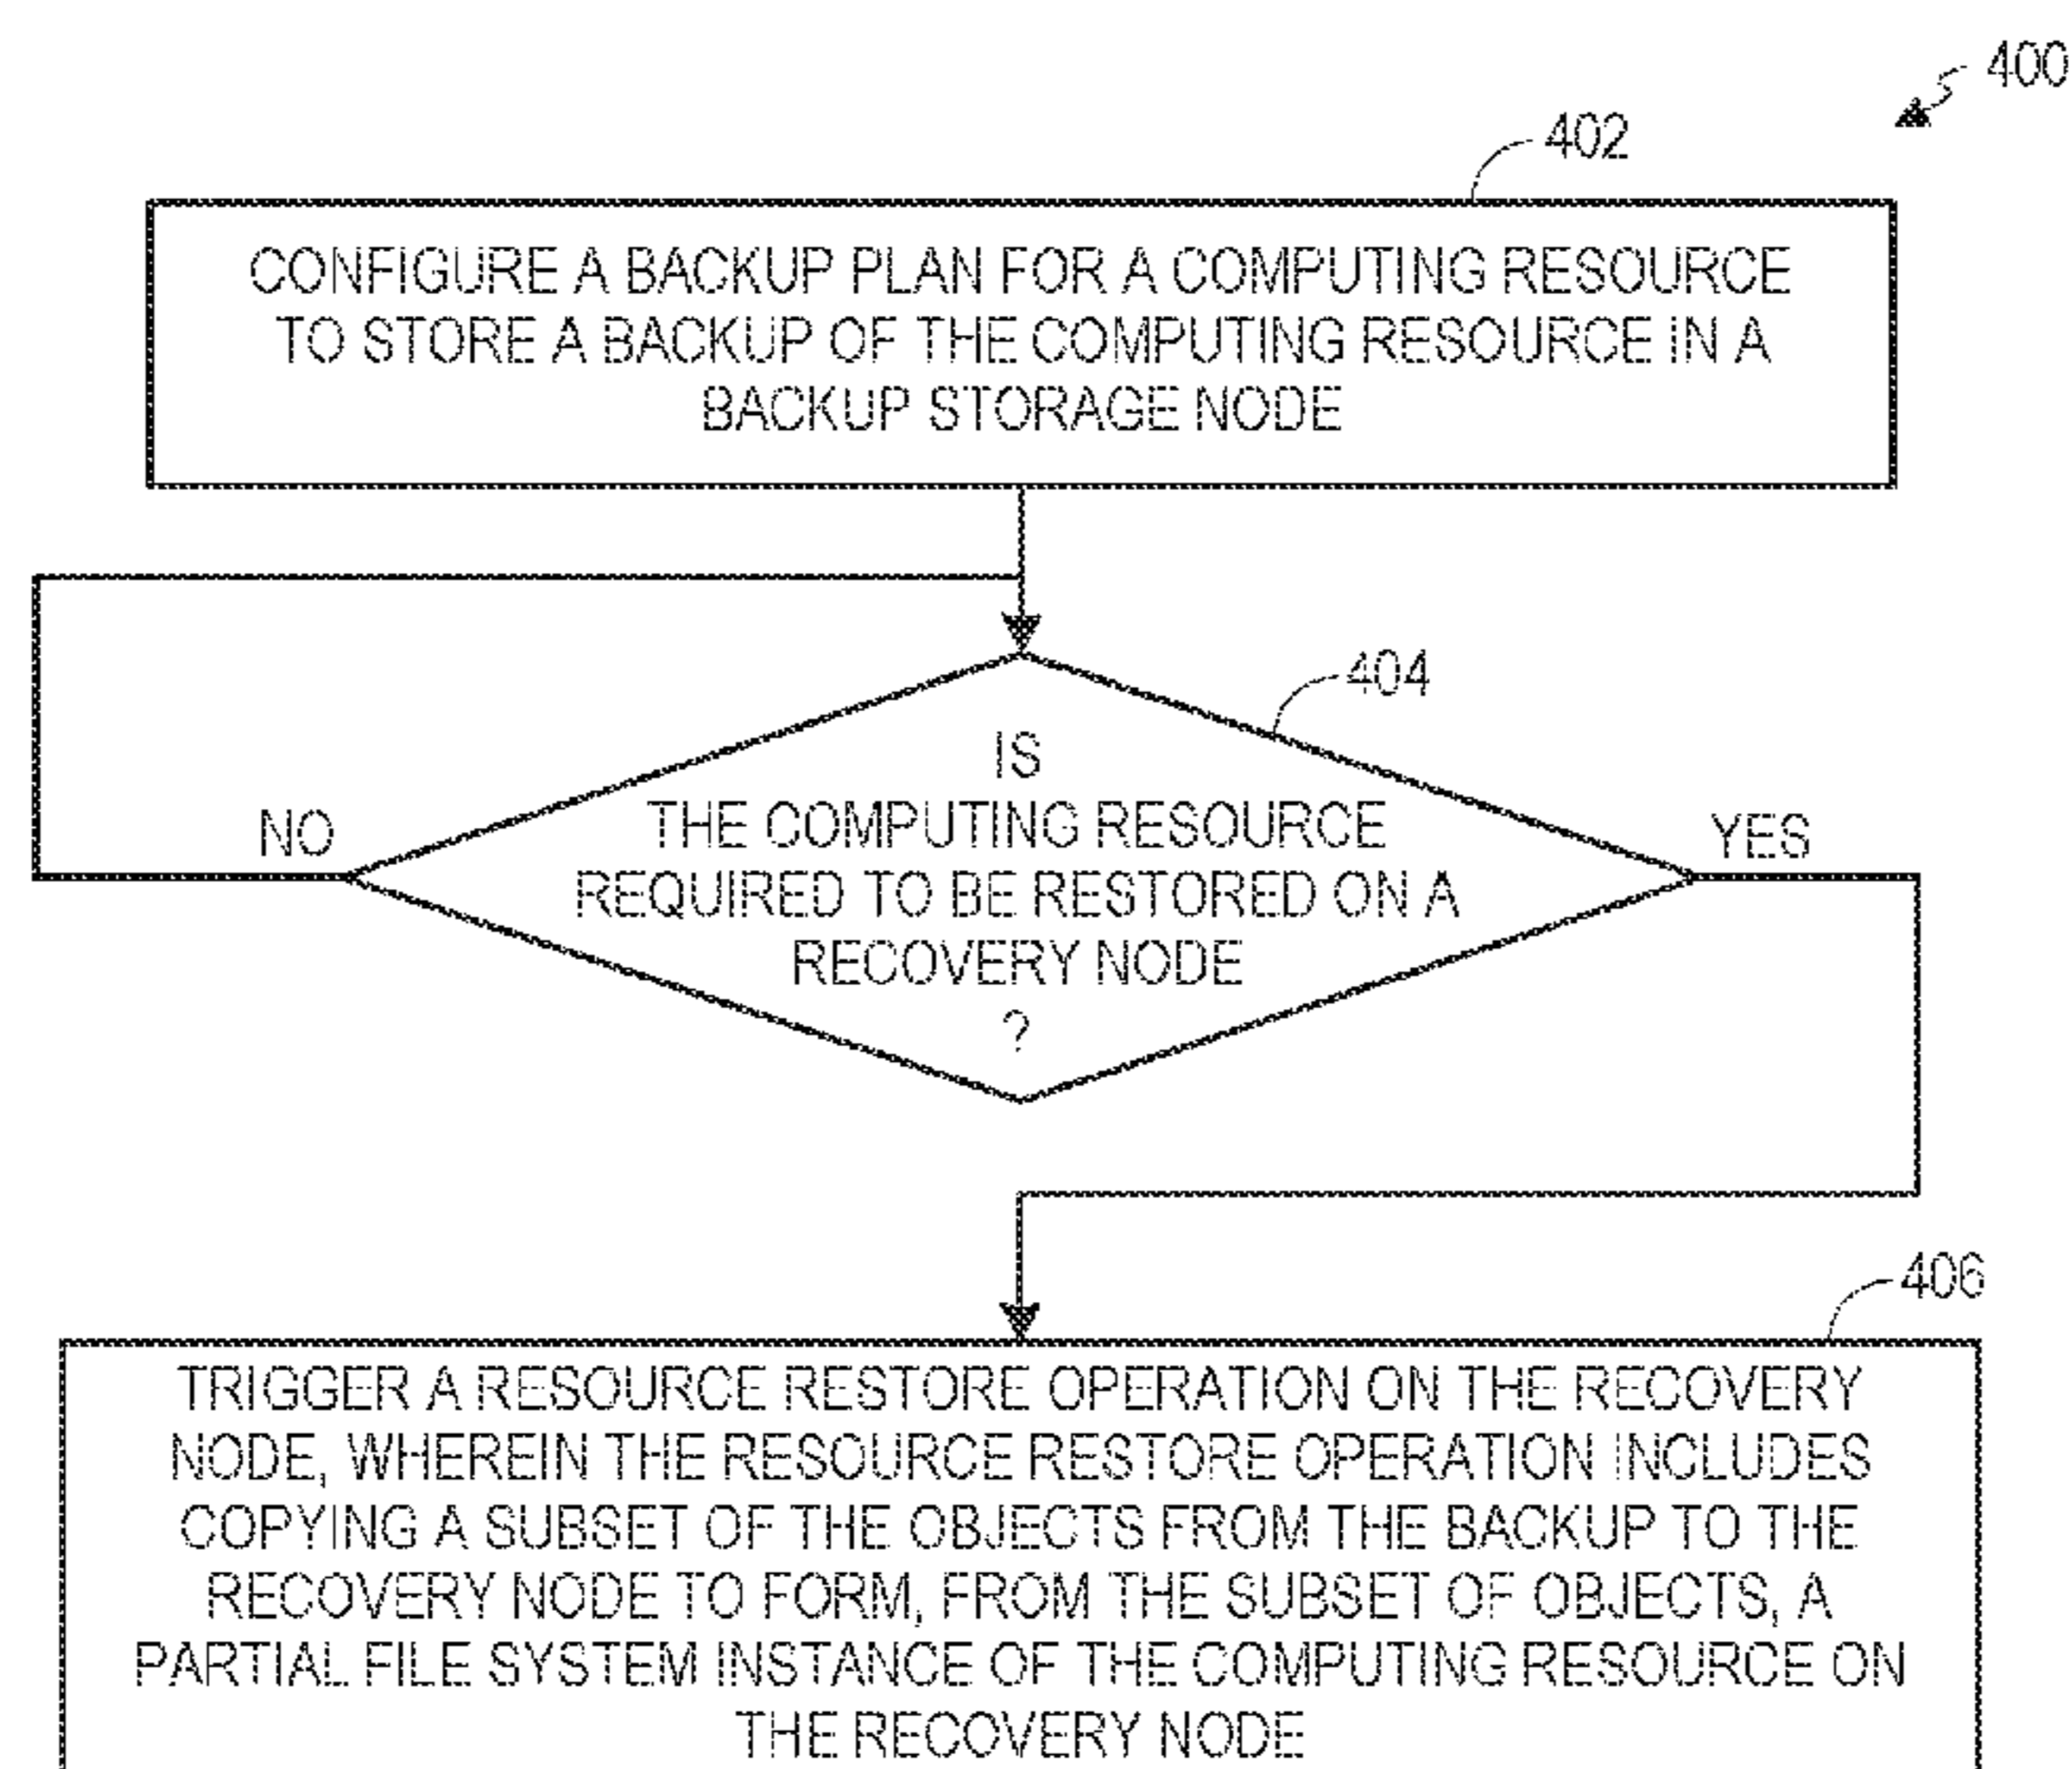 400
402
CONFIGURE A BACKUP PLAN FOR A COMPUTING RESOURCE
TO STORE A BACKUP OF THE COMPUTING RESOURCE IN A
BACKUP STORAGE NODE
404
IS
THE COMPUTING RESOURCE
REQUIRED TO BE RESTORED ON A
RECOVERY NODE
?
NO
YES
406
TRIGGER A RESOURCE RESTORE OPERATION ON THE RECOVERY
NODE, WHEREIN THE RESOURCE RESTORE OPERATION INCLUDES
COPYING A SUBSET OF THE OBJECTS FROM THE BACKUP TO THE
RECOVERY NODE TO FORM, FROM THE SUBSET OF OBJECTS, A
PARTIAL FILE SYSTEM INSTANCE OF THE COMPUTING RESOURCE ON
THE RECOVERY NODE